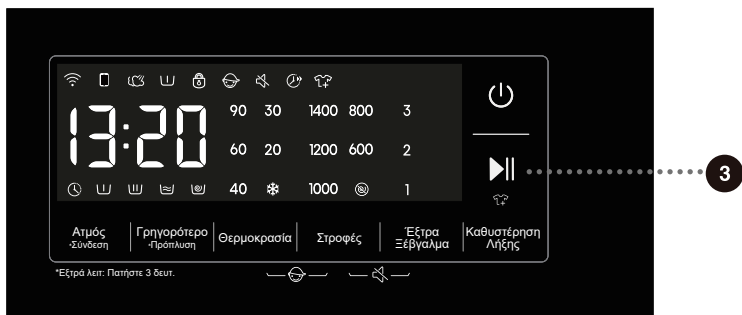 90 30 1400 800 3
13:20
60 20 1200 600 2
40 1000 1
3
Ατμός Γρηγορότερο Θερμοκρασία Στροφές Έξτρα Καθυστέρηση
•Σύνδεση •Πρόπλυση Ξέβγαλμα Λήξης
*Εξτρά λειτ: Πατήστε 3 δευτ.